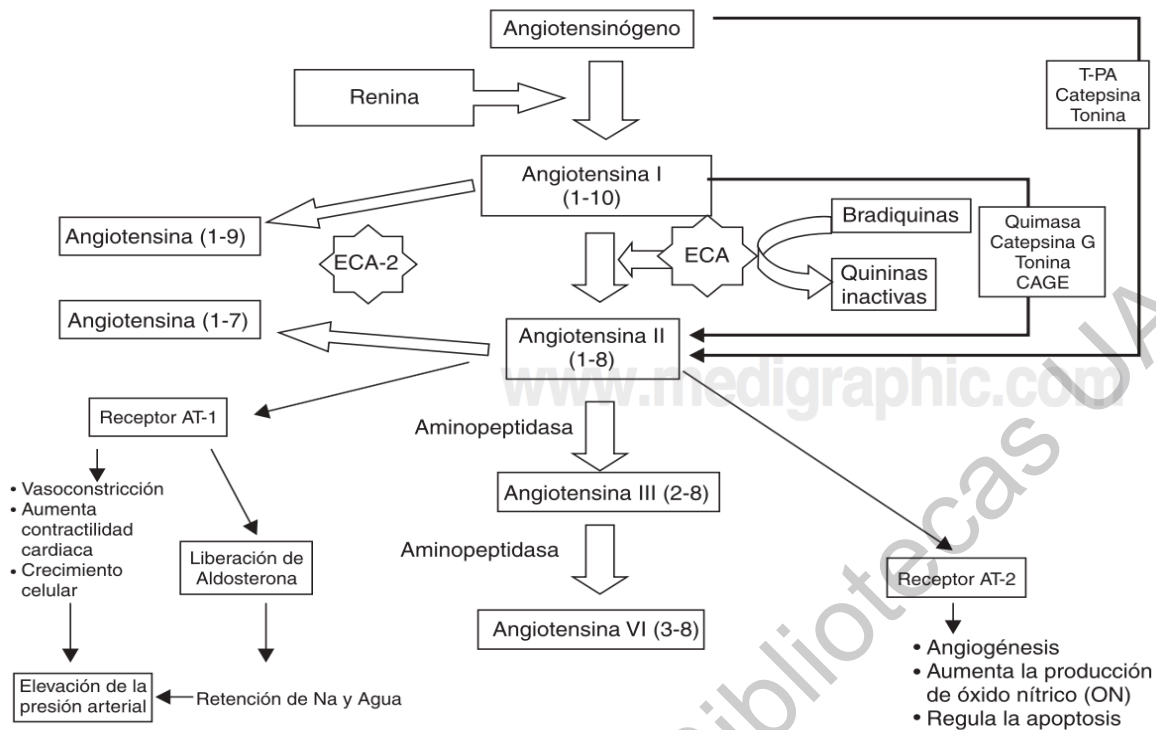 Angiotensinógeno
T-PA
Catepsina
Tonina
Renina
Angiotensina I
(1-10)
Angiotensina (1-9)
ECA-2
ECA
Bradiquinas
Quininas
inactivas
Quimasa
Catepsina G
Tonina
CAGE
Angiotensina (1-7)
Angiotensina II
(1-8)
www.medigraphic.com
Receptor AT-1
Aminopeptidasa
• Vasoconstricción
• Aumenta
contractilidad
cardiaca
• Crecimiento
celular
Liberación de
Aldosterona
Angiotensina III (2-8)
Aminopeptidasa
Receptor AT-2
Angiotensina VI (3-8)
• Angiogénesis
• Aumenta la producción
de óxido nítrico (ON)
• Regula la apoptosis
Elevación de la
presión arterial
Retención de Na y Agua
Bibliotecas UA